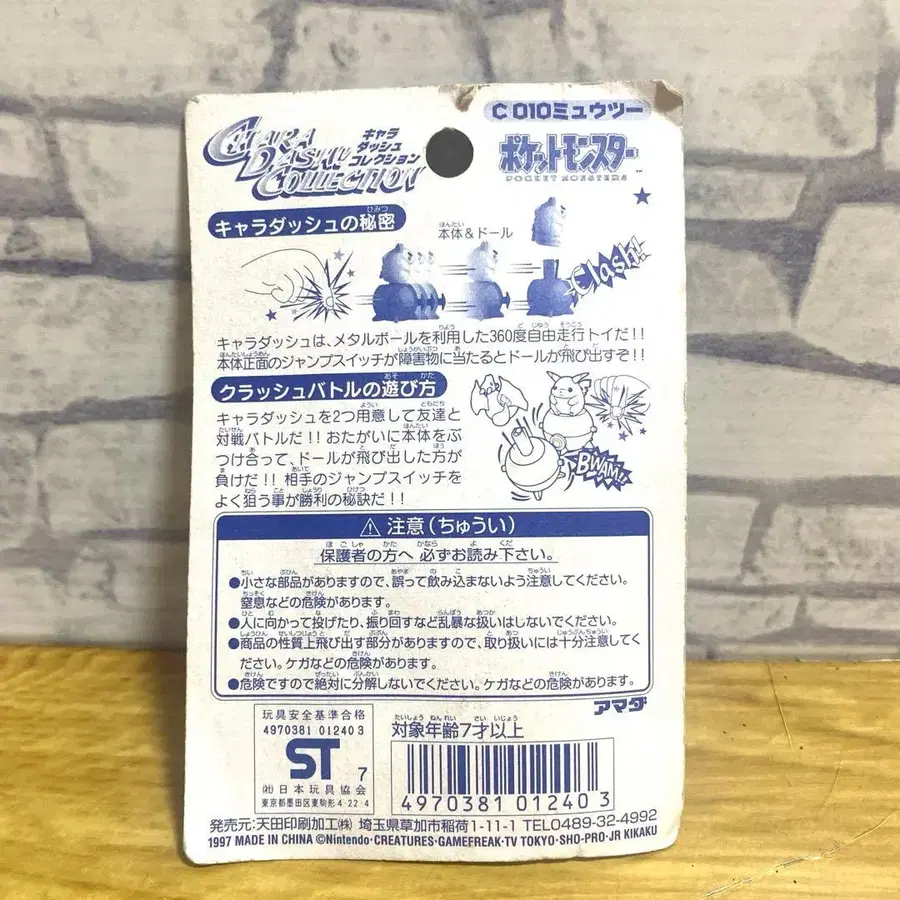 C 010ミュウツー
CHARA DASH COLLECTION
キャラ
ダッシュ
コレクション
ポケットモンスター
POCKET MONSTERS
キャラダッシュの秘密
本体&ドール
Clash!
キャラダッシュは、メタルボールを利用した360度自由走行トイだ!!
本体正面のジャンプスイッチが障害物に当たるとドールが飛び出すぞ!!
クラッシュバトルの遊び方
キャラダッシュを2つ用意して友達と
対戦バトルだ!!おたがいに本体をぶ
つけ合って、ドールが飛び出した方が
負けだ!!相手のジャンプスイッチを
よく狙う事が勝利の秘訣だ!!
BWAM!!
⚠注意(ちゅうい)
保護者の方へ 必ずお読み下さい。
●小さな部品がありますので、誤って飲み込まないよう注意してください。
窒息などの危険があります。
●人に向かって投げたり、振り回すなど乱暴な扱いはしないでください。
●商品の性質上飛び出す部分がありますので、取り扱いには十分注意してく
ださい。ケガなどの危険があります。
●危険ですので絶対に分解しないでください。ケガなどの危険があります。
アマダ
玩具安全基準合格
4970381 01240 3
ST 7
(社)日本玩具協会
東京都墨田区東駒形4-22-4
対象年齢7才以上
4970381 01240 3
発売元:天田印刷加工(株) 埼玉県草加市稲荷1-11-1 TEL0489-32-4992
1997 MADE IN CHINA ©Nintendo・CREATURES・GAMEFREAK・TV TOKYO・SHO-PRO・JR KIKAKU